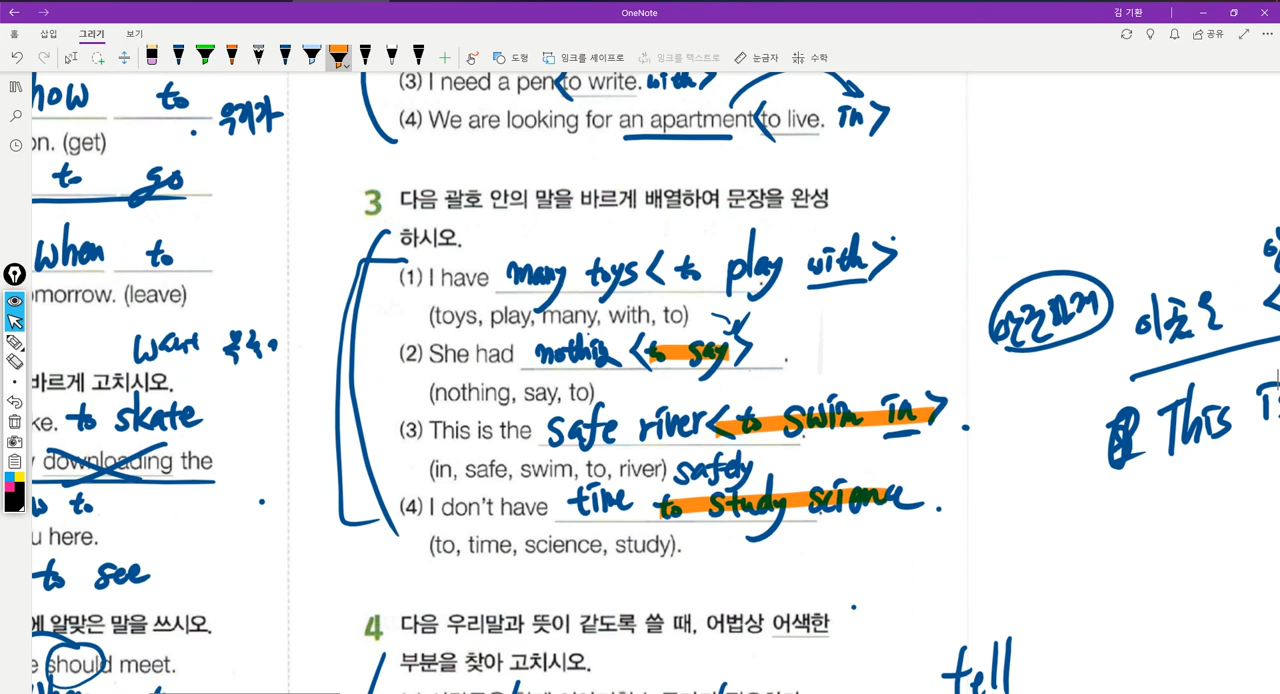 OneNote
김 기환
홈 삽입 그리기 보기
도형 잉크를 셰이프로 잉크를 텍스트로 눈금자 수학
공유
how to
on. (get)
to go
when to
omorrow. (leave)
want
바르게 고치시오.
ke. to skate
downloading the
to
u here.
to see
에 알맞은 말을 쓰시오.
e should meet.
(3) I need a pen < to write. with >
(4) We are looking for an apartment < to live. in >
3 다음 괄호 안의 말을 바르게 배열하여 문장을 완성
하시오.
(1) I have many toys < to play with >
(toys, play, many, with, to)
(2) She had nothing < to say > .
(nothing, say, to)
(3) This is the safe river < to swim in > .
(in, safe, swim, to, river) safely
(4) I don't have time to study science .
(to, time, science, study).
4 다음 우리말과 뜻이 같도록 쓸 때, 어법상 어색한
부분을 찾아 고치시오.
This
tell